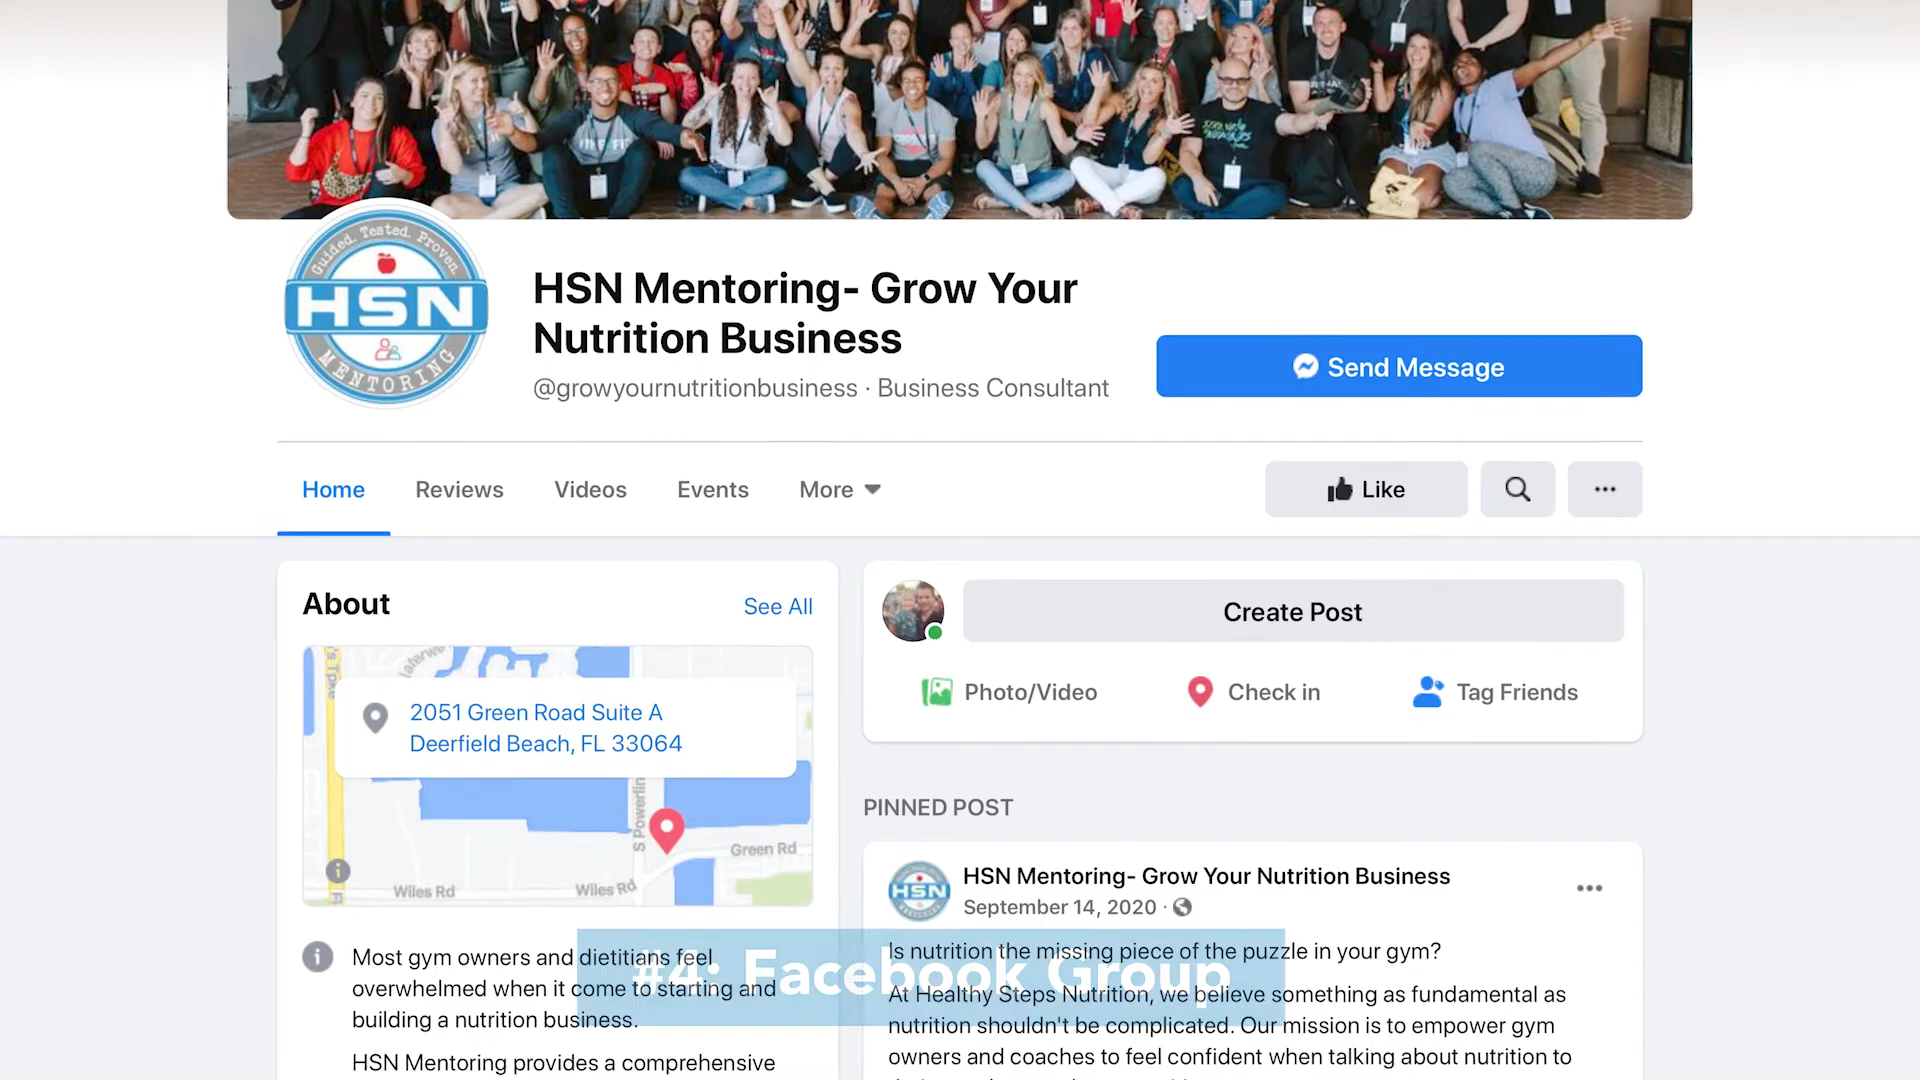 Guided. Tested. Proven.
HSN
MENTORING
HSN Mentoring- Grow Your
Nutrition Business
@growyournutritionbusiness · Business Consultant
Send Message
Home
Reviews
Videos
Events
More
Like
About
See All
2051 Green Road Suite A
Deerfield Beach, FL 33064
S Powerlin
Green Rd
Wiles Rd
Wiles Rd
Most gym owners and dietitians feel
overwhelmed when it come to starting and
building a nutrition business.
HSN Mentoring provides a comprehensive
Create Post
Photo/Video
Check in
Tag Friends
PINNED POST
HSN
HSN Mentoring- Grow Your Nutrition Business
September 14, 2020 ·
Is nutrition the missing piece of the puzzle in your gym?
At Healthy Steps Nutrition, we believe something as fundamental as
nutrition shouldn't be complicated. Our mission is to empower gym
owners and coaches to feel confident when talking about nutrition to
#4: Facebook Group